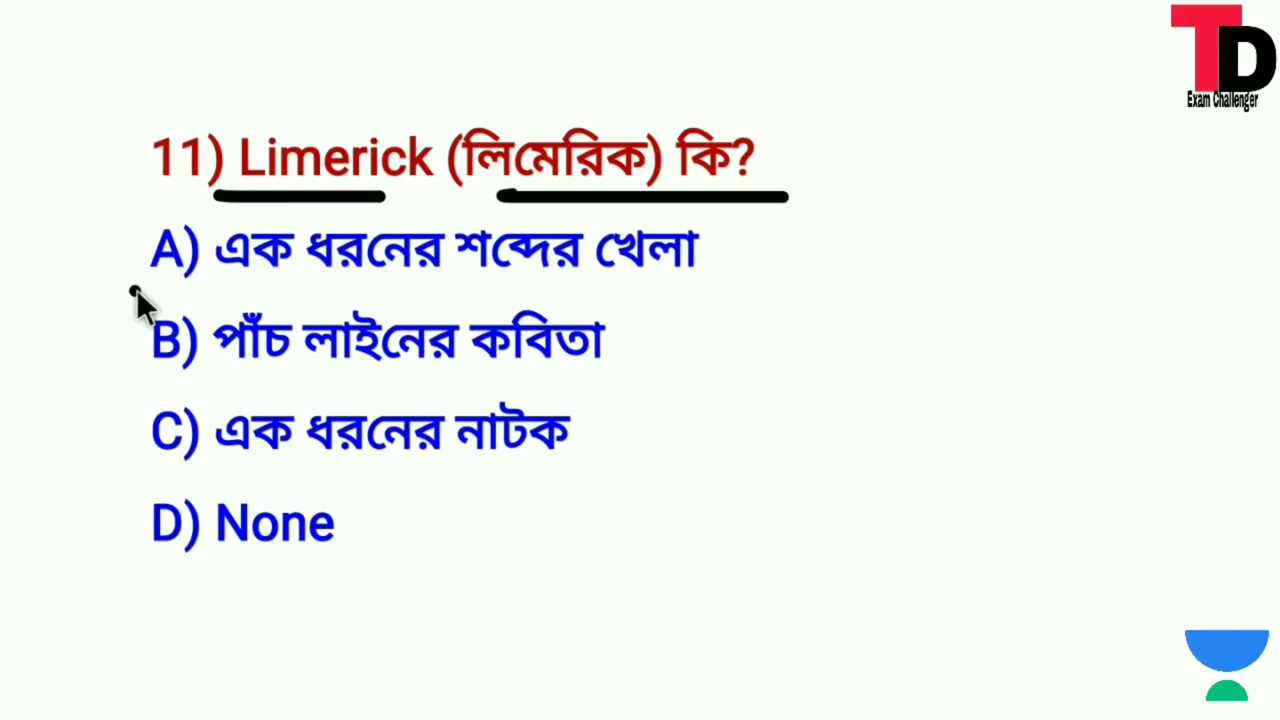 TD
Exam Challenger
11) Limerick (লিমেরিক) কি?
A) এক ধরনের শব্দের খেলা
B) পাঁচ লাইনের কবিতা
C) এক ধরনের নাটক
D) None